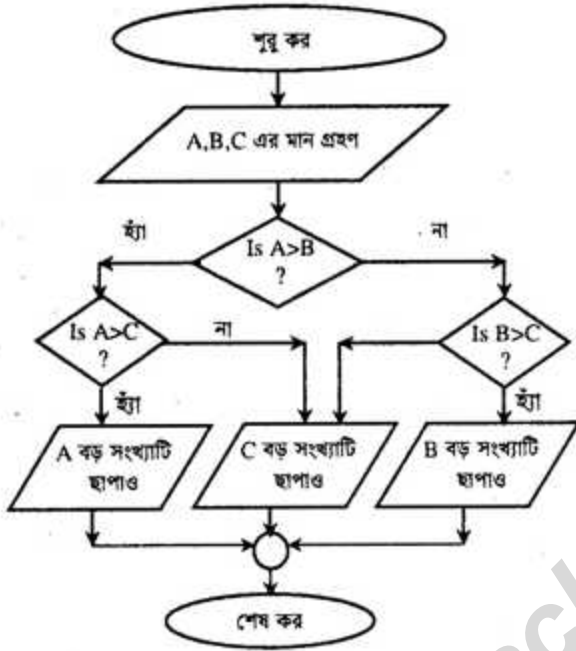 শুরু কর
A,B,C এর মান গ্রহণ
হ্যাঁ
Is A>B
?
না
Is A>C
?
না
Is B>C
?
হ্যাঁ
হ্যাঁ
A বড় সংখ্যাটি
ছাপাও
C বড় সংখ্যাটি
ছাপাও
B বড় সংখ্যাটি
ছাপাও
শেষ কর